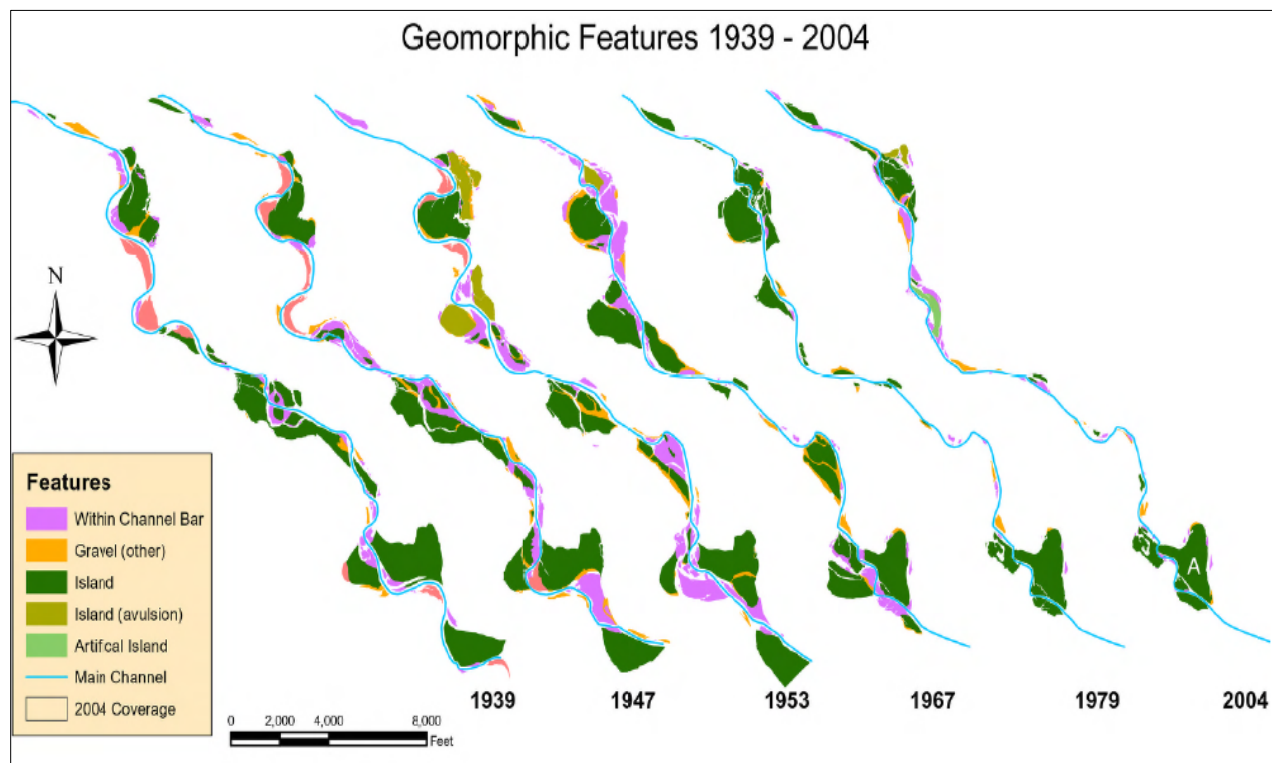 Geomorphic Features 1939 - 2004
N
A
Features
Within Channel Bar
Gravel (other)
Island
Island (avulsion)
Artifcal Island
Main Channel
2004 Coverage
0 2,000 4,000 8,000
Feet
1939 1947 1953 1967 1979 2004